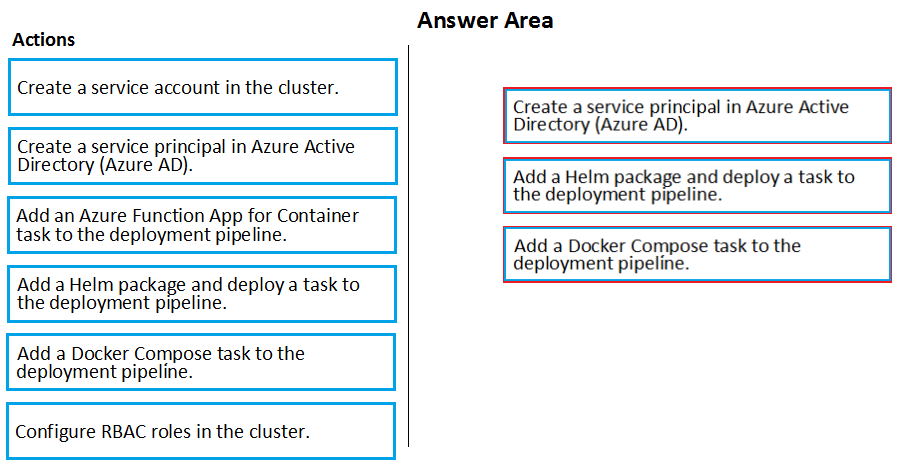 Answer Area
Actions
Create a service account in the cluster.
Create a service principal in Azure Active
Directory (Azure AD).
Add an Azure Function App for Container
task to the deployment pipeline.
Add a Helm package and deploy a task to
the deployment pipeline.
Add a Docker Compose task to the
deployment pipeline.
Configure RBAC roles in the cluster.
Create a service principal in Azure Active
Directory (Azure AD).
Add a Helm package and deploy a task to
the deployment pipeline.
Add a Docker Compose task to the
deployment pipeline.